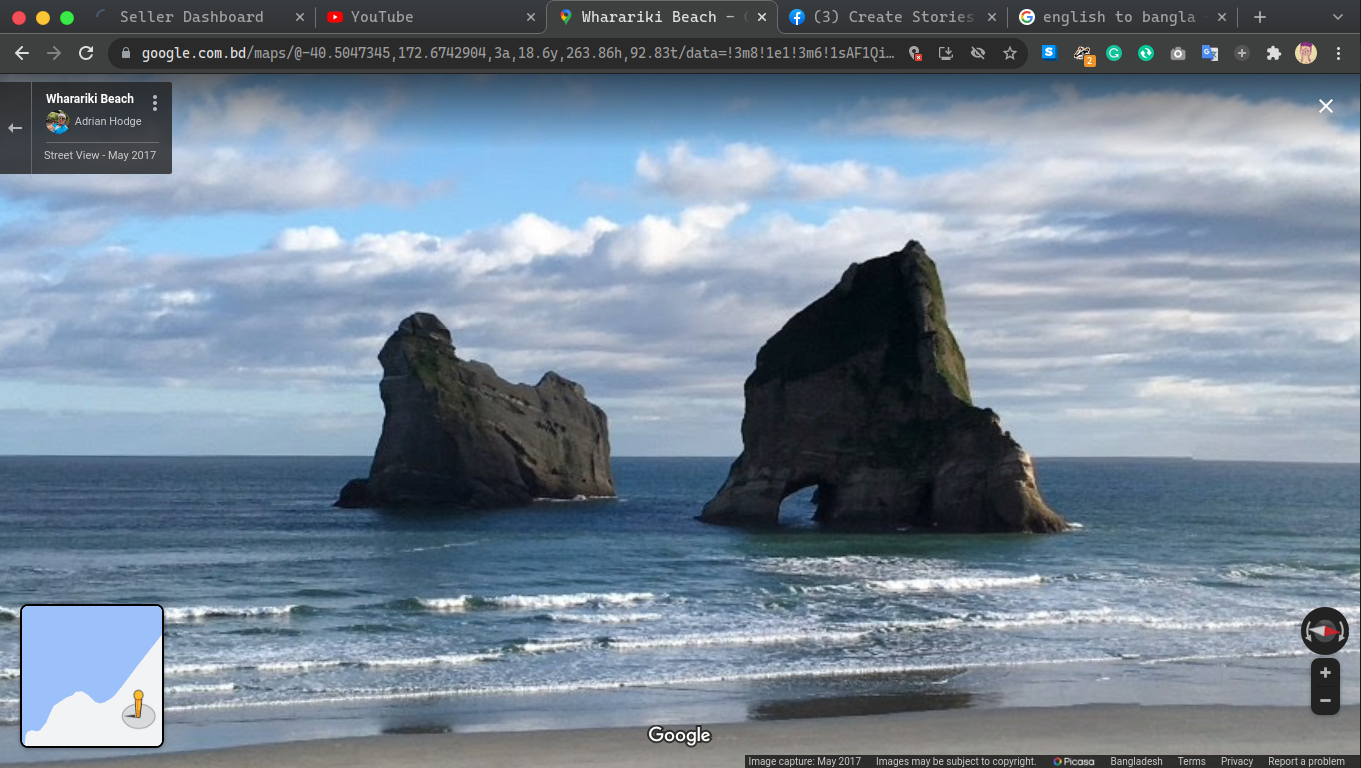 Seller Dashboard
YouTube
Wharariki Beach – 
(3) Create Stories
english to bangla
google.com.bd/maps/@-40.5047345,172.6742904,3a,18.6y,263.86h,92.83t/data=!3m8!1e1!3m6!1sAF1Qi...
2
Wharariki Beach
Adrian Hodge
Street View - May 2017
Google
Image capture: May 2017 Images may be subject to copyright. Picasa Bangladesh Terms Privacy Report a problem